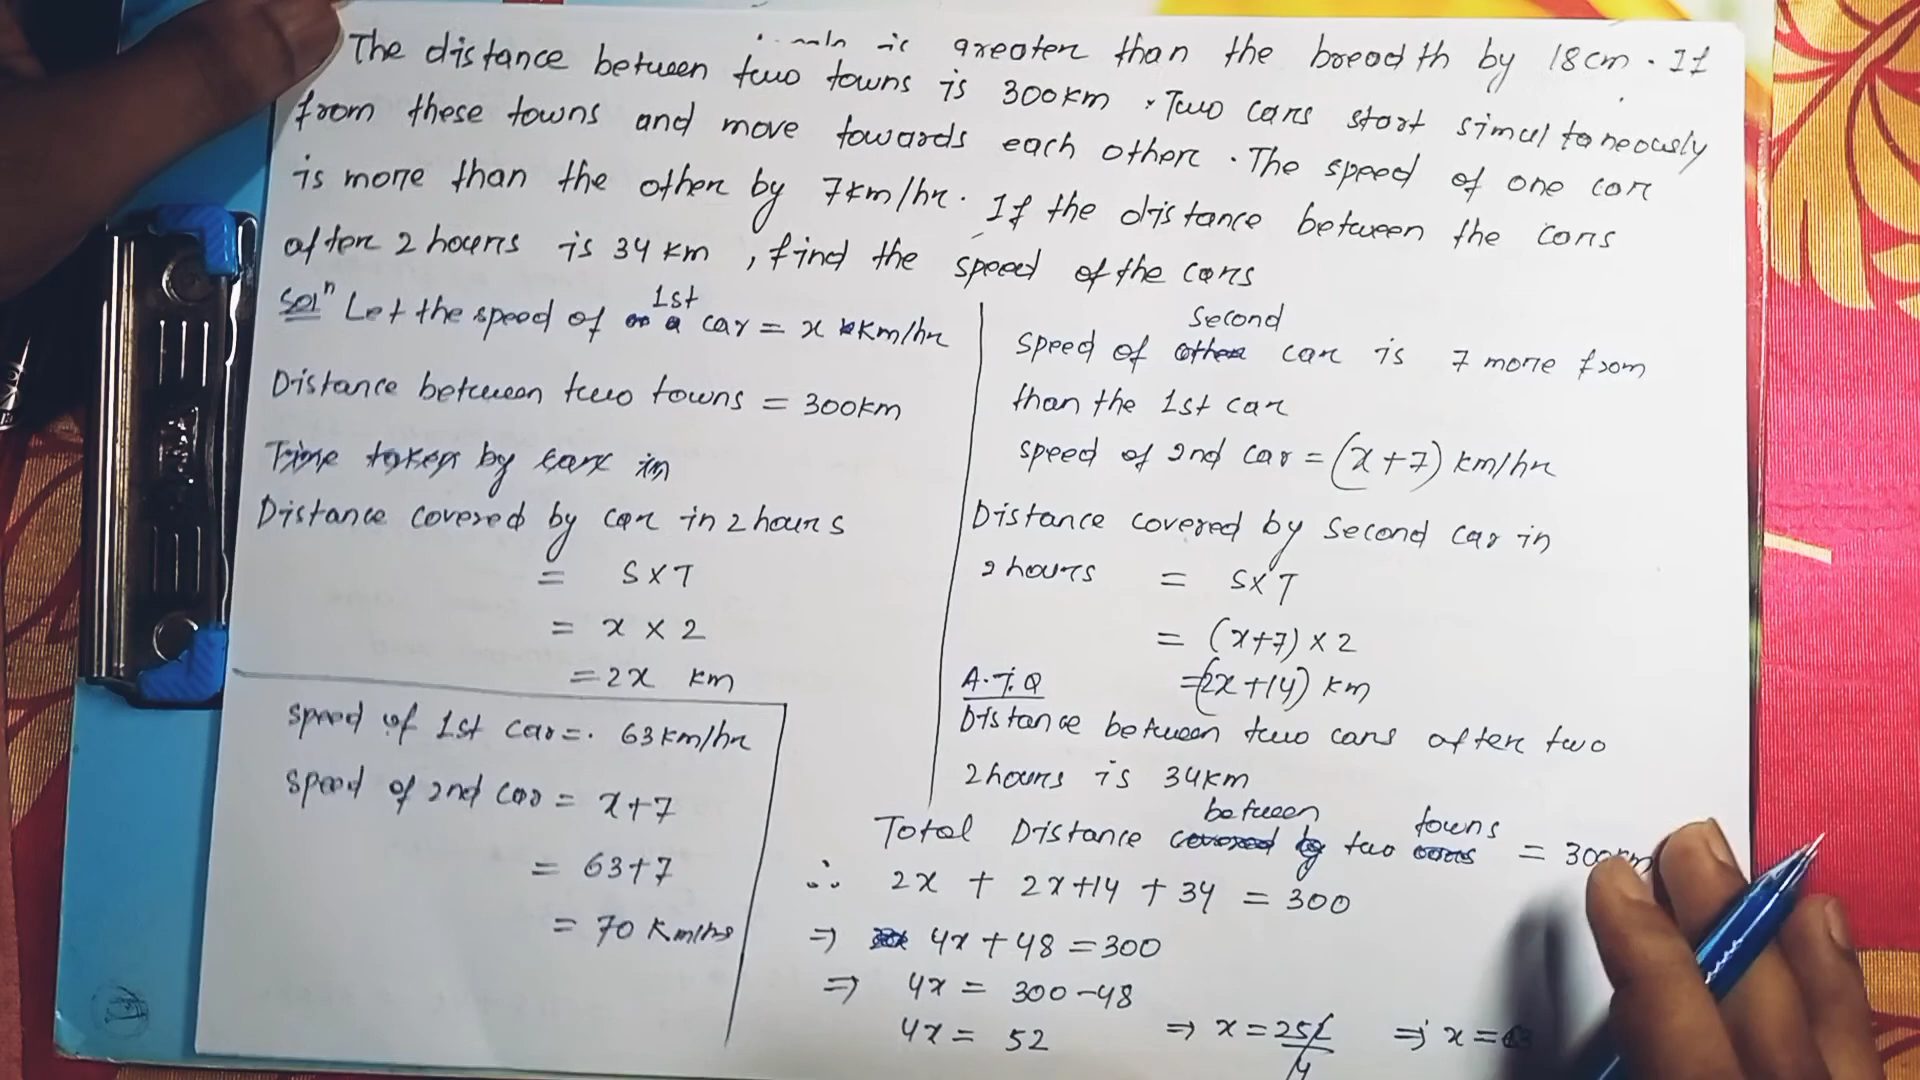 is greater than the breadth by 18cm. If
The distance between two towns is 300km. Two cars start simultaneously
from these towns and move towards each other. The speed of one car
is more than the other by 7km/hr. If the distance between the cars
after 2 hours is 34 km, find the speed of the cars
Solⁿ Let the speed of 1st car = x km/hr
Distance between two towns = 300km
Time taken by cars in
Distance covered by car in 2 hours
= S x T
= x x 2
= 2x km
Speed of 1st car =. 63 km/hr
Speed of 2nd car = x+7
= 63+7
= 70 Km/hr
Speed of second car is 7 more from
than the 1st car
Speed of 2nd car = (x+7) km/hr
Distance covered by second car in
2 hours = S x T
= (x+7) x 2
= (2x+14) km
A.T.Q
Distance between two cars after two
2 hours is 34km
Total Distance between two towns = 300km
∴ 2x + 2x+14 + 34 = 300
⇒ 4x + 48 = 300
⇒ 4x = 300-48
4x = 52 ⇒ x = 252/4 ⇒ x = 63